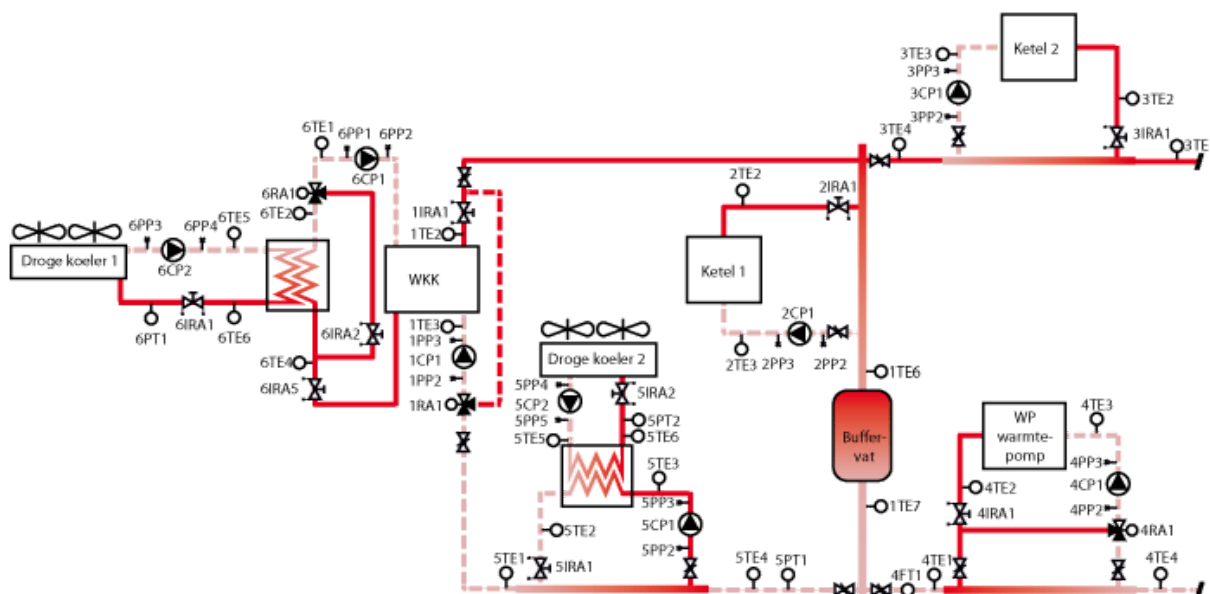 3TE3
3PP3
3CP1
3PP2
Ketel 2
3TE2
3IRA1
3TE4
3TE
6TE1
6PP1
6PP2
6CP1
6RA1
6TE2
6PP3
6PP4
6TE5
Droge koeler 1
6CP2
6PT1
6IRA1
6TE6
6IRA2
6TE4
6IRA5
1IRA1
1TE2
WKK
1TE3
1PP3
1CP1
1PP2
1RA1
2TE2
2IRA1
Ketel 1
2CP1
2TE3
2PP3
2PP2
Droge koeler 2
5PP4
5CP2
5PP5
5TE5
5IRA2
5PT2
5TE6
5TE3
5PP3
5CP1
5PP2
5TE2
5TE1
5IRA1
5TE4
5PT1
1TE6
Buffer-
vat
1TE7
WP
warmte-
pomp
4TE3
4PP3
4CP1
4PP2
4TE2
4IRA1
4RA1
4FT1
4TE1
4TE4